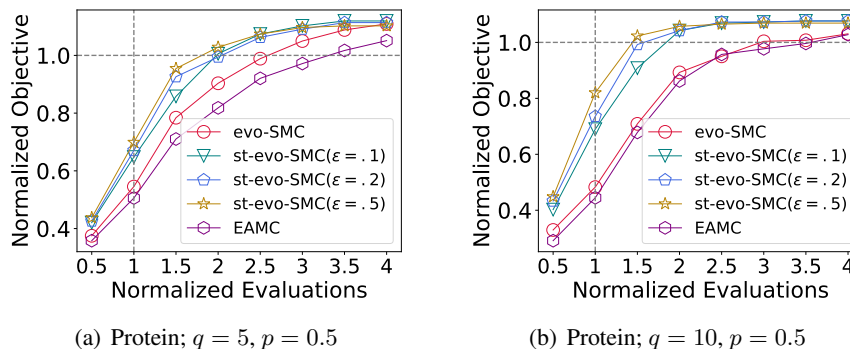 Normalized Objective
1.0
0.8
0.6
0.4
evo-SMC
st-evo-SMC(ε = .1)
st-evo-SMC(ε = .2)
st-evo-SMC(ε = .5)
EAMC
0.5 1 1.5 2 2.5 3 3.5 4
Normalized Evaluations
(a) Protein; q = 5, p = 0.5
Normalized Objective
1.0
0.8
0.6
0.4
evo-SMC
st-evo-SMC(ε = .1)
st-evo-SMC(ε = .2)
st-evo-SMC(ε = .5)
EAMC
0.5 1 1.5 2 2.5 3 3.5 4
Normalized Evaluations
(b) Protein; q = 10, p = 0.5